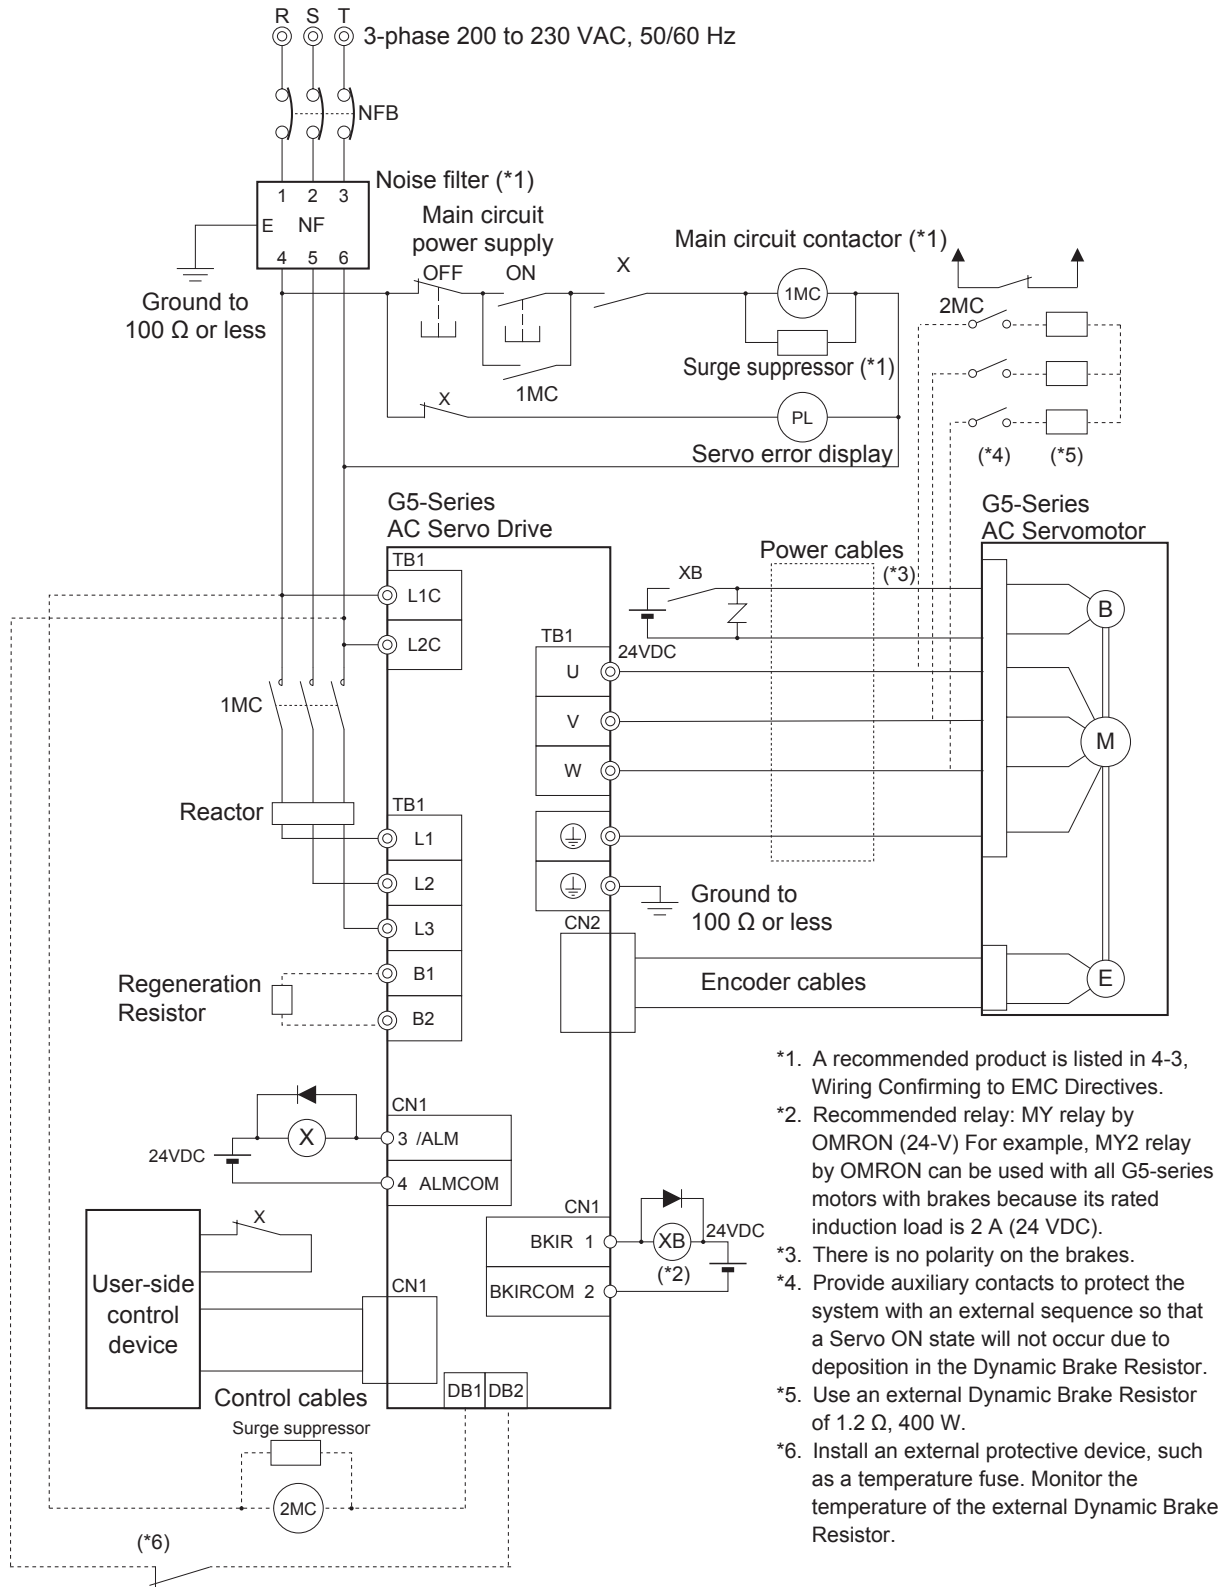 R S T
3-phase 200 to 230 VAC, 50/60 Hz
NFB
Noise filter (*1)
1 2 3
E NF
4 5 6
Ground to
100 Ω or less
Main circuit
power supply
OFF ON X
Main circuit contactor (*1)
1MC
Surge suppressor (*1)
1MC
X
PL
Servo error display
2MC
(*4) (*5)
G5-Series
AC Servo Drive
TB1
L1C
L2C
1MC
Reactor
TB1
L1
L2
L3
B1
B2
Regeneration
Resistor
TB1
U
V
W
XB
24VDC
Power cables
(*3)
G5-Series
AC Servomotor
B
M
E
Ground to
100 Ω or less
CN2
Encoder cables
CN1
3 /ALM
4 ALMCOM
X
24VDC
X
User-side
control
device
CN1
Control cables
CN1
BKIR 1
BKIRCOM 2
XB
(*2)
24VDC
DB1 DB2
Surge suppressor
2MC
(*6)
*1. A recommended product is listed in 4-3,
Wiring Confirming to EMC Directives.
*2. Recommended relay: MY relay by
OMRON (24-V) For example, MY2 relay
by OMRON can be used with all G5-series
motors with brakes because its rated
induction load is 2 A (24 VDC).
*3. There is no polarity on the brakes.
*4. Provide auxiliary contacts to protect the
system with an external sequence so that
a Servo ON state will not occur due to
deposition in the Dynamic Brake Resistor.
*5. Use an external Dynamic Brake Resistor
of 1.2 Ω, 400 W.
*6. Install an external protective device, such
as a temperature fuse. Monitor the
temperature of the external Dynamic Brake
Resistor.